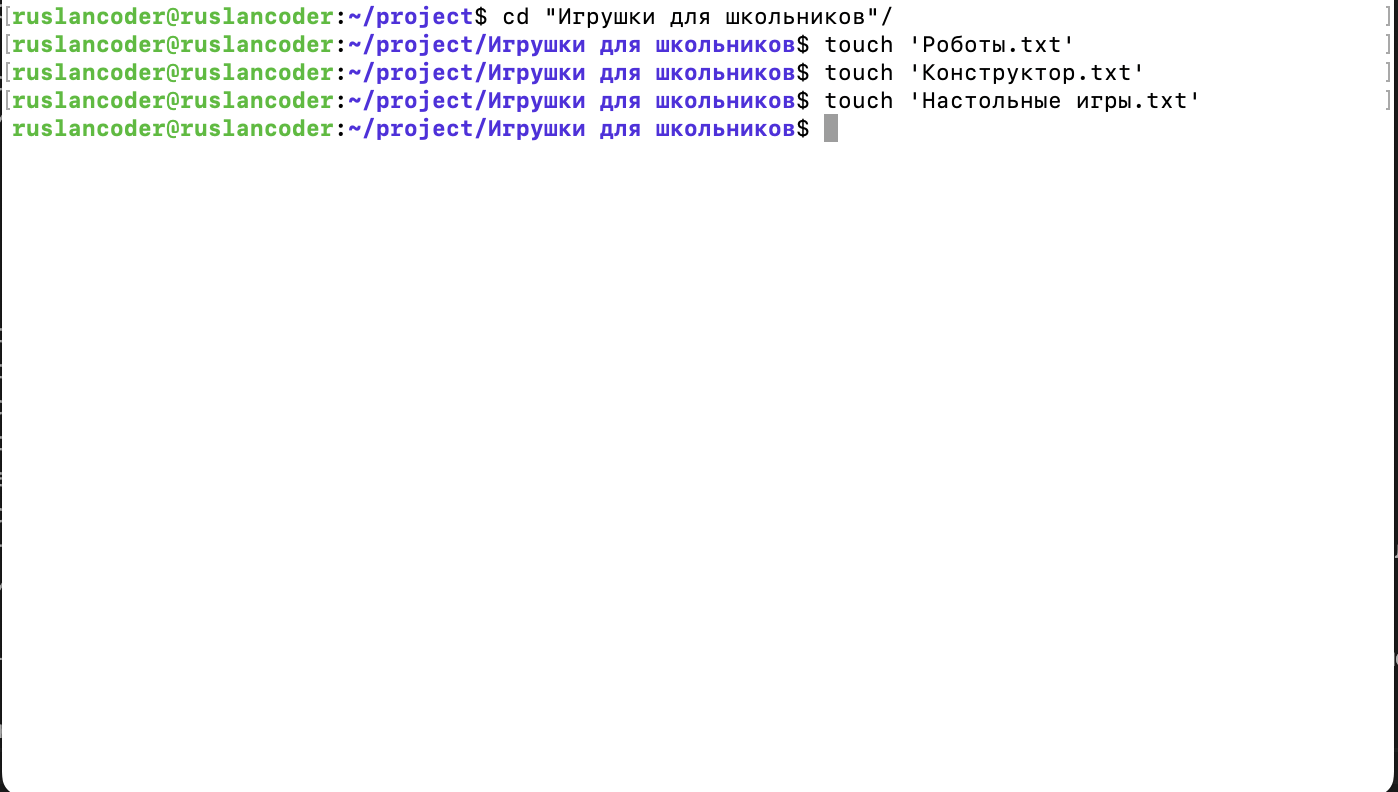 [ruslancoder@ruslancoder:~/project$ cd "Игрушки для школьников"/ ]
[ruslancoder@ruslancoder:~/project/Игрушки для школьников$ touch 'Роботы.txt' ]
[ruslancoder@ruslancoder:~/project/Игрушки для школьников$ touch 'Конструктор.txt' ]
[ruslancoder@ruslancoder:~/project/Игрушки для школьников$ touch 'Настольные игры.txt' ]
ruslancoder@ruslancoder:~/project/Игрушки для школьников$